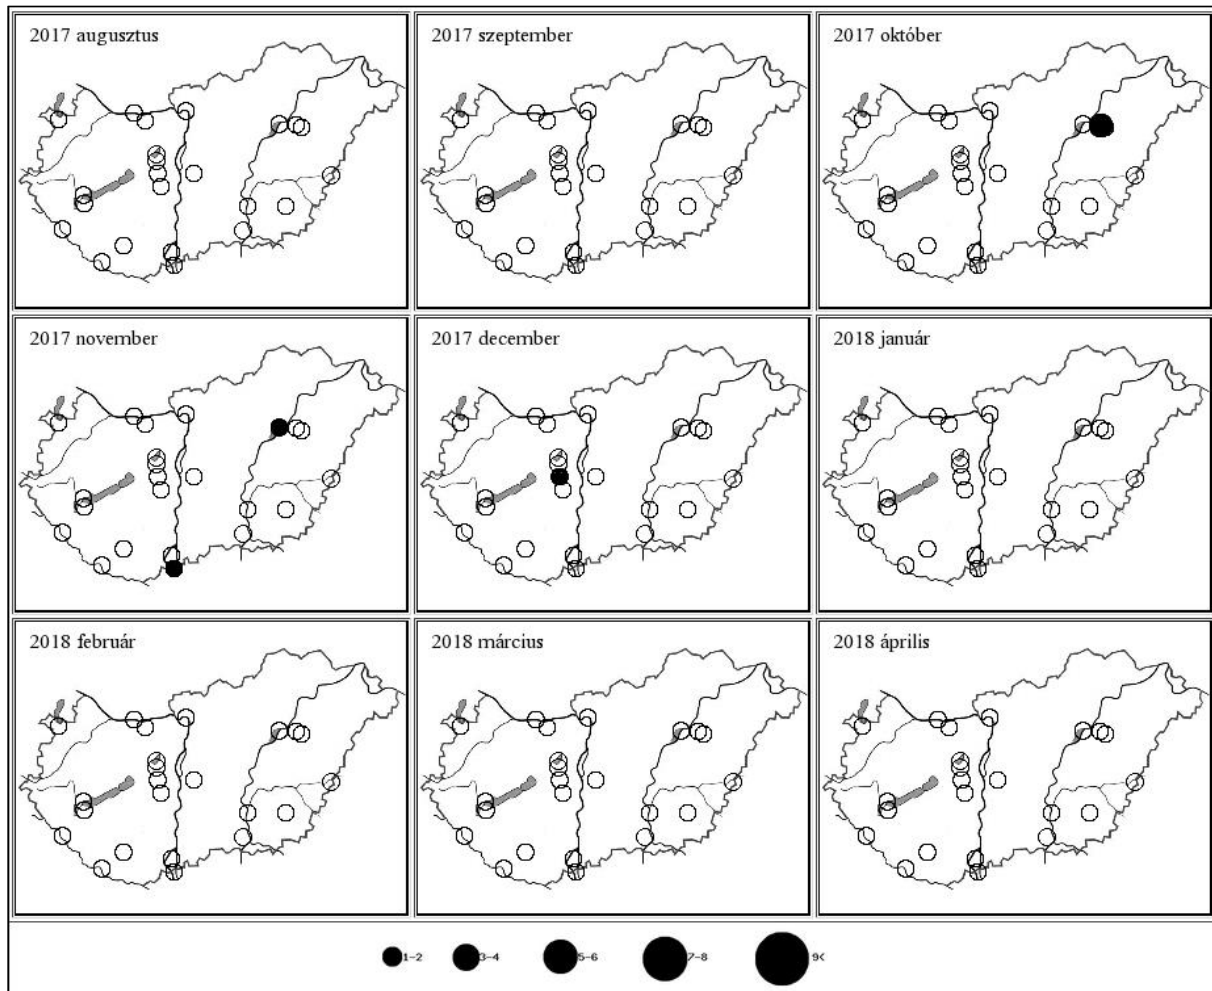 2017 augusztus
2017 szeptember
2017 október
2017 november
2017 december
2018 január
2018 február
2018 március
2018 április
1-2 3-4 5-6 7-8 9<